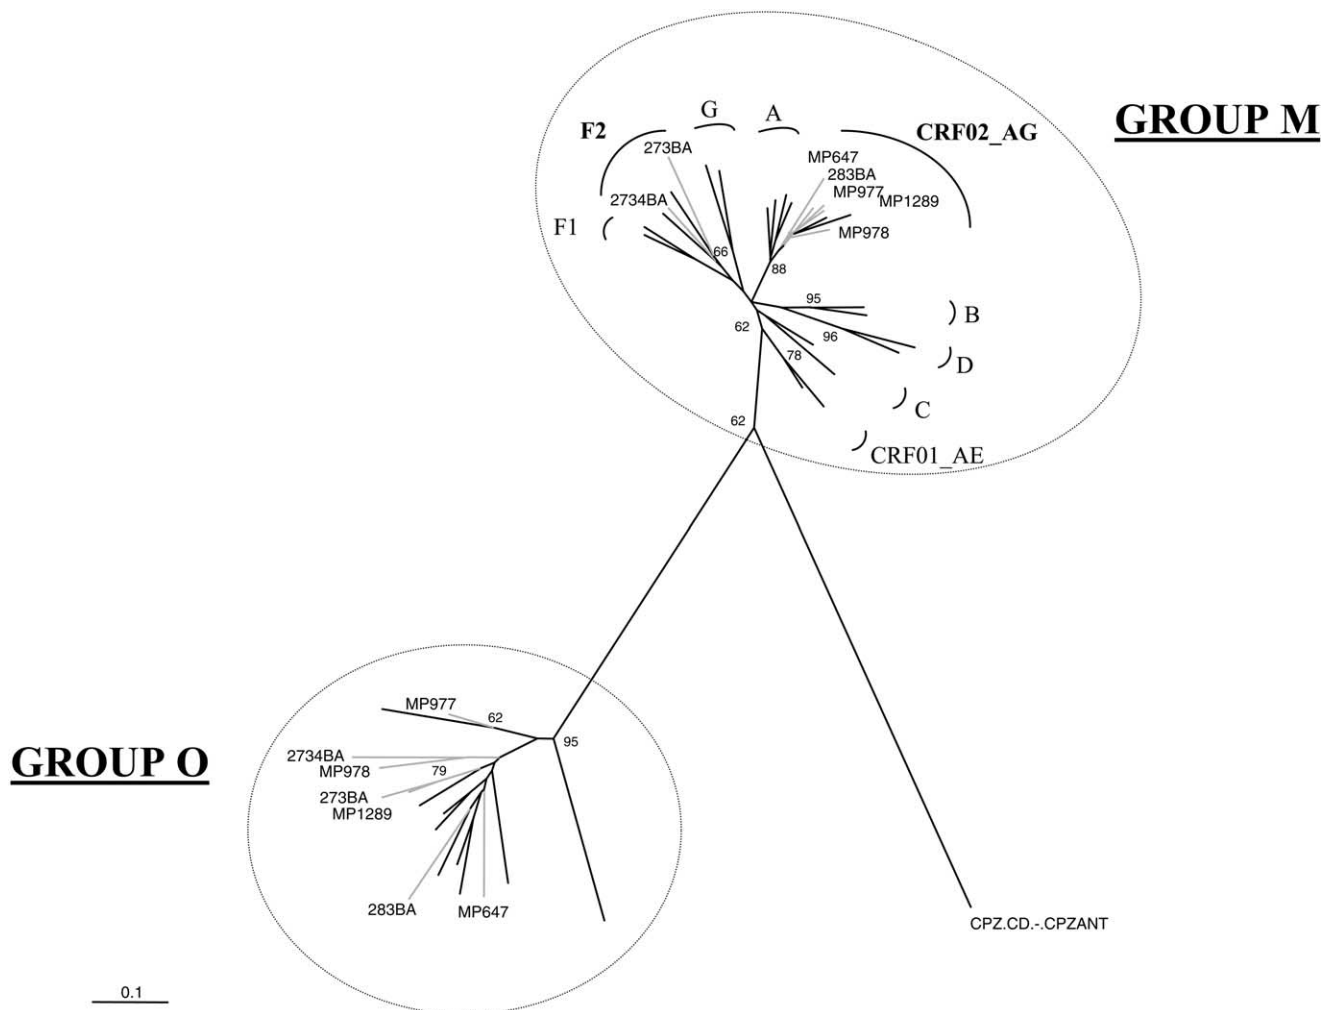 GROUP M
G
A
F2
CRF02_AG
273BA
MP647
283BA
MP977
MP1289
2734BA
F1
MP978
66
88
95
B
62
96
78
D
C
62
CRF01_AE
MP977
62
95
GROUP O
2734BA
MP978
79
273BA
MP1289
283BA
MP647
CPZ.CD.-.CPZANT
0.1